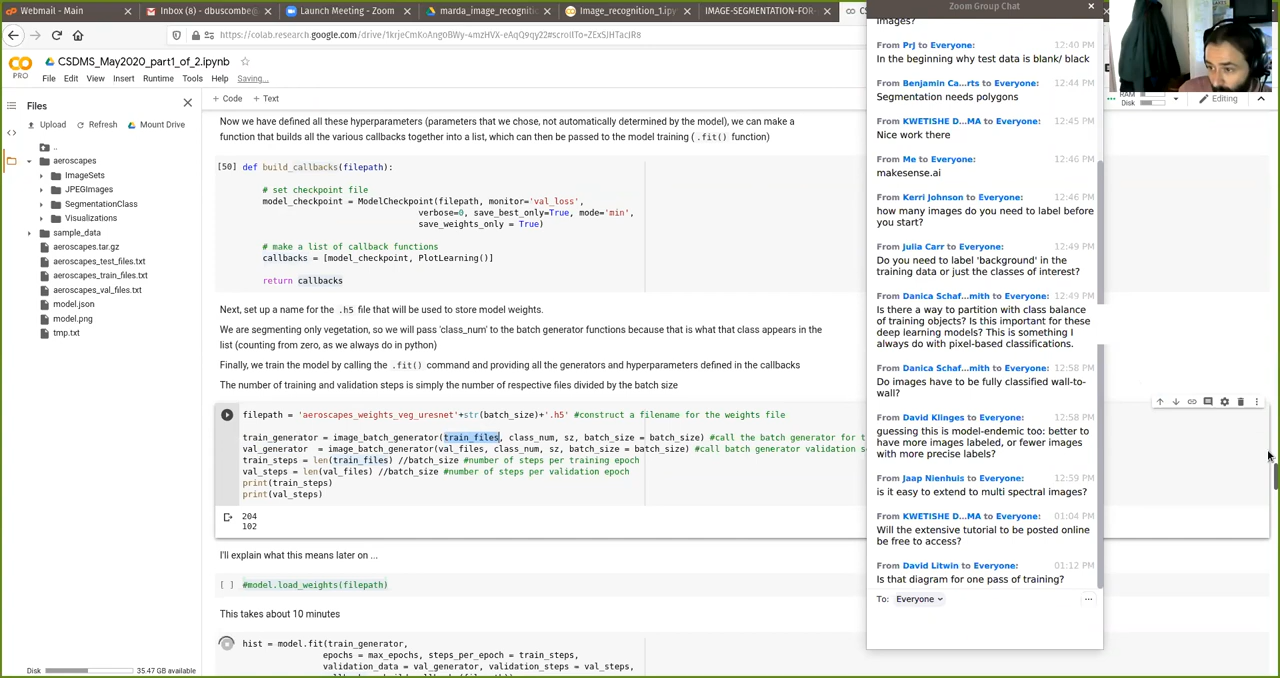 Webmail - Main
Inbox - dbuscombe@
Launch Meeting - Zoom
marda_image_recognition
Image_recognition_1.ipynb
IMAGE-SEGMENTATION-FOR-
Zoom Group Chat
https://colab.research.google.com/drive/
CSDMS_May2020_part1_of_2.ipynb
PRO
File Edit View Insert Runtime Tools Help Saving...
RAM
Disk
Editing
+ Code + Text
Files
Upload Refresh Mount Drive
..
aeroscapes
ImageSets
JPEGImages
SegmentationClass
Visualizations
sample_data
aeroscapes.tar.gz
aeroscapes_test_files.txt
aeroscapes_train_files.txt
aeroscapes_val_files.txt
model.json
model.png
tmp.txt
Disk 35.47 GB available
Now we have defined all these hyperparameters (parameters that we chose, not automatically determined by the model), we can make a
function that builds all the various callbacks together into a list, which can then be passed to the model training (.fit() function)
[50] def build_callbacks(filepath):
# set checkpoint file
model_checkpoint = ModelCheckpoint(filepath, monitor='val_loss',
verbose=0, save_best_only=True, mode='min',
save_weights_only = True)
# make a list of callback functions
callbacks = [model_checkpoint, PlotLearning()]
return callbacks
Next, set up a name for the .h5 file that will be used to store model weights.
We are segmenting only vegetation, so we will pass 'class_num' to the batch generator functions because that is what that class appears in the
list (counting from zero, as we always do in python)
Finally, we train the model by calling the .fit() command and providing all the generators and hyperparameters defined in the callbacks
The number of training and validation steps is simply the number of respective files divided by the batch size
filepath = 'aeroscapes_weights_veg_uresnet'+str(batch_size)+'.h5' #construct a filename for the weights file
train_generator = image_batch_generator(train_files, class_num, sz, batch_size = batch_size) #call the batch generator for t
val_generator = image_batch_generator(val_files, class_num, sz, batch_size = batch_size) #call batch generator validation s
train_steps = len(train_files) //batch_size #number of steps per training epoch
val_steps = len(val_files) //batch_size #number of steps per validation epoch
print(train_steps)
print(val_steps)
204
102
I'll explain what this means later on ...
[ ] #model.load_weights(filepath)
This takes about 10 minutes
hist = model.fit(train_generator,
epochs = max_epochs, steps_per_epoch = train_steps,
validation_data = val_generator, validation_steps = val_steps,
images?
From PrJ to Everyone: 12:40 PM
In the beginning why test data is blank/ black
From Benjamin Ca...rts to Everyone: 12:44 PM
Segmentation needs polygons
From KWETISHE D...MA to Everyone: 12:45 PM
Nice work there
From Me to Everyone: 12:46 PM
makesense.ai
From Kerri Johnson to Everyone: 12:46 PM
how many images do you need to label before
you start?
From Julia Carr to Everyone: 12:49 PM
Do you need to label 'background' in the
training data or just the classes of interest?
From Danica Schaf...mith to Everyone: 12:49 PM
Is there a way to partition with class balance
of training objects? Is this important for these
deep learning models? This is something I
always do with pixel-based classifications.
From Danica Schaf...mith to Everyone: 12:58 PM
Do images have to be fully classified wall-to-
wall?
From David Klinges to Everyone: 12:58 PM
guessing this is model-endemic too: better to
have more images labeled, or fewer images
with more precise labels?
From Jaap Nienhuis to Everyone: 12:59 PM
is it easy to extend to multi spectral images?
From KWETISHE D...MA to Everyone: 01:04 PM
Will the extensive tutorial to be posted online
be free to access?
From David Litwin to Everyone: 01:12 PM
Is that diagram for one pass of training?
To: Everyone